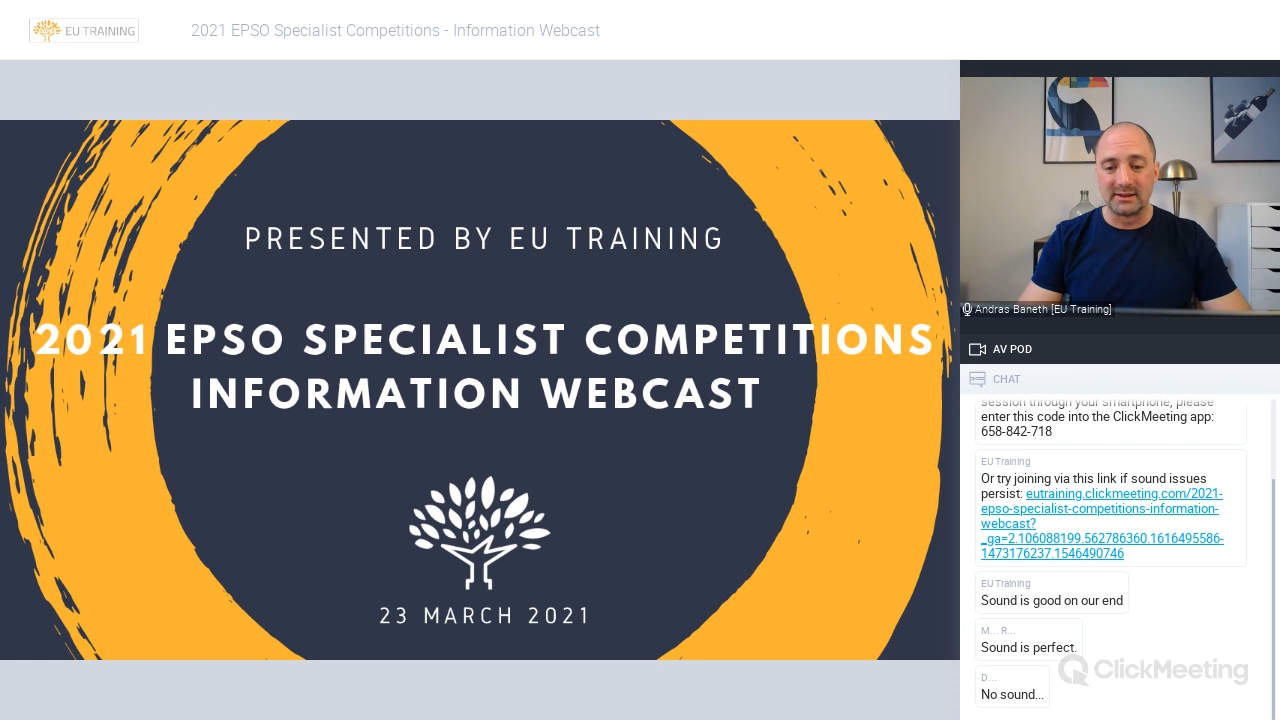 EU TRAINING
2021 EPSO Specialist Competitions - Information Webcast
PRESENTED BY EU TRAINING
2021 EPSO SPECIALIST COMPETITIONS
INFORMATION WEBCAST
23 MARCH 2021
Andras Baneth [EU Training]
AV POD
CHAT
session through your smartphone, please
enter this code into the ClickMeeting app:
658-842-718
EU Training
Or try joining via this link if sound issues
persist: eutraining.clickmeeting.com/2021-
epso-specialist-competitions-information-
webcast?
_ga=2.106088199.562786360.1616495586-
1473176237.1546490746
EU Training
Sound is good on our end
M... R...
Sound is perfect.
D...
No sound...
ClickMeeting